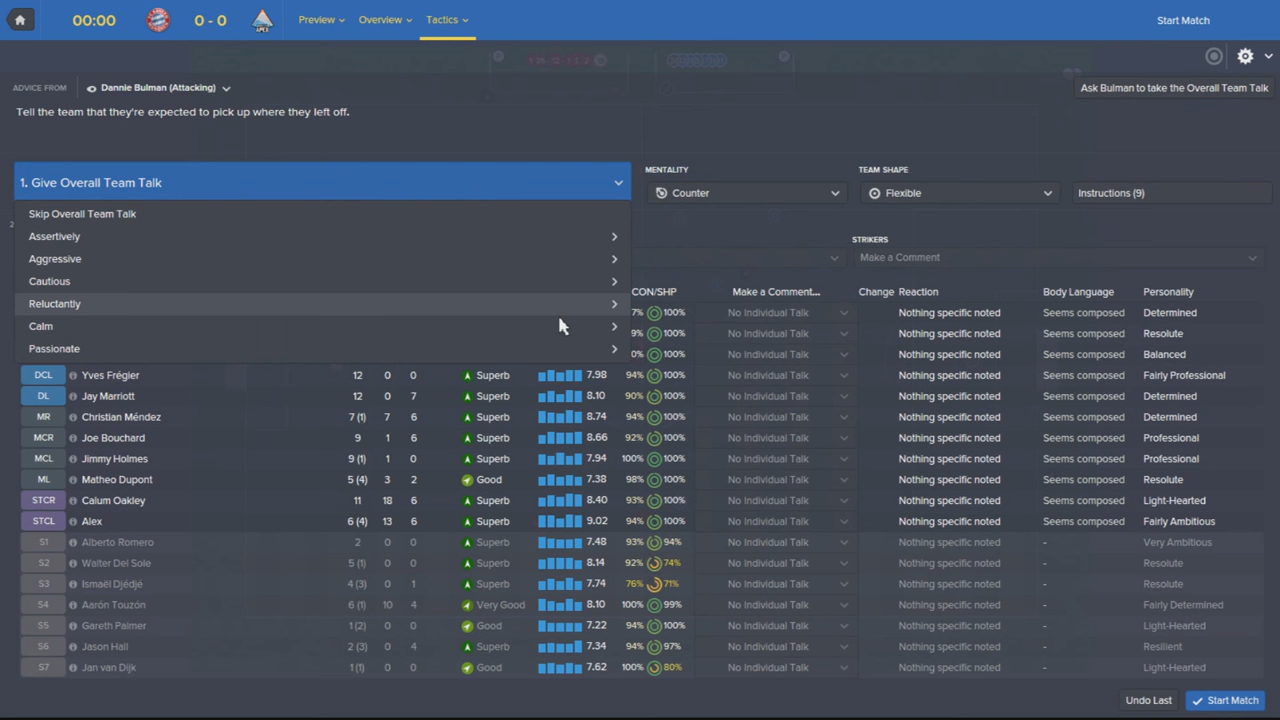 00:00 0 - 0 APEX Preview Overview Tactics Start Match
ADVICE FROM Dannie Bulman (Attacking) Ask Bulman to take the Overall Team Talk
Tell the team that they're expected to pick up where they left off.
1. Give Overall Team Talk
MENTALITY
Counter
TEAM SHAPE
Flexible
Instructions (9)
Skip Overall Team Talk
Assertively
Aggressive
Cautious
Reluctantly
Calm
Passionate
STRIKERS
Make a Comment
CON/SHP Make a Comment... Change Reaction Body Language Personality
7% 100% No Individual Talk Nothing specific noted Seems composed Determined
9% 100% No Individual Talk Nothing specific noted Seems composed Resolute
0% 100% No Individual Talk Nothing specific noted Seems composed Balanced
DCL Yves Frégier 12 0 0 Superb 7.98 94% 100% No Individual Talk Nothing specific noted Seems composed Fairly Professional
DL Jay Marriott 12 0 7 Superb 8.10 90% 100% No Individual Talk Nothing specific noted Seems composed Determined
MR Christian Méndez 7 (1) 7 6 Superb 8.74 94% 100% No Individual Talk Nothing specific noted Seems composed Determined
MCR Joe Bouchard 9 1 6 Superb 8.66 92% 100% No Individual Talk Nothing specific noted Seems composed Professional
MCL Jimmy Holmes 9 (1) 1 0 Superb 7.94 100% 100% No Individual Talk Nothing specific noted Seems composed Professional
ML Matheo Dupont 5 (4) 3 2 Good 7.38 98% 100% No Individual Talk Nothing specific noted Seems composed Resolute
STCR Calum Oakley 11 18 6 Superb 8.40 93% 100% No Individual Talk Nothing specific noted Seems composed Light-Hearted
STCL Alex 6 (4) 13 6 Superb 9.02 94% 100% No Individual Talk Nothing specific noted Seems composed Fairly Ambitious
S1 Alberto Romero 2 0 0 Superb 7.48 93% 94% No Individual Talk Nothing specific noted - Very Ambitious
S2 Walter Del Sole 5 (1) 0 0 Superb 8.14 92% 74% No Individual Talk Nothing specific noted - Resolute
S3 Ismaël Djédjé 4 (3) 0 1 Superb 7.74 76% 71% No Individual Talk Nothing specific noted - Resolute
S4 Aarón Touzón 6 (1) 10 4 Very Good 8.10 100% 99% No Individual Talk Nothing specific noted - Fairly Determined
S5 Gareth Palmer 1 (2) 0 0 Good 7.22 94% 100% No Individual Talk Nothing specific noted - Light-Hearted
S6 Jason Hall 2 (3) 0 4 Superb 7.34 94% 97% No Individual Talk Nothing specific noted - Resilient
S7 Jan van Dijk 1 (1) 0 0 Good 7.62 100% 80% No Individual Talk Nothing specific noted - Light-Hearted
Undo Last Start Match